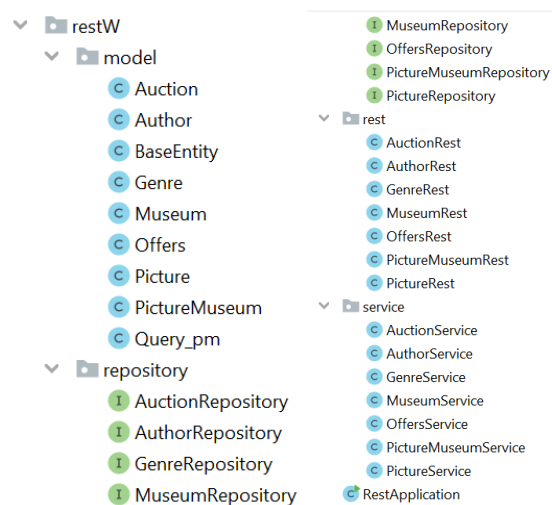 restW
model
C Auction
C Author
C BaseEntity
C Genre
C Museum
C Offers
C Picture
C PictureMuseum
C Query_pm
repository
I AuctionRepository
I AuthorRepository
I GenreRepository
I MuseumRepository
I MuseumRepository
I OffersRepository
I PictureMuseumRepository
I PictureRepository
rest
C AuctionRest
C AuthorRest
C GenreRest
C MuseumRest
C OffersRest
C PictureMuseumRest
C PictureRest
service
C AuctionService
C AuthorService
C GenreService
C MuseumService
C OffersService
C PictureMuseumService
C PictureService
C RestApplication